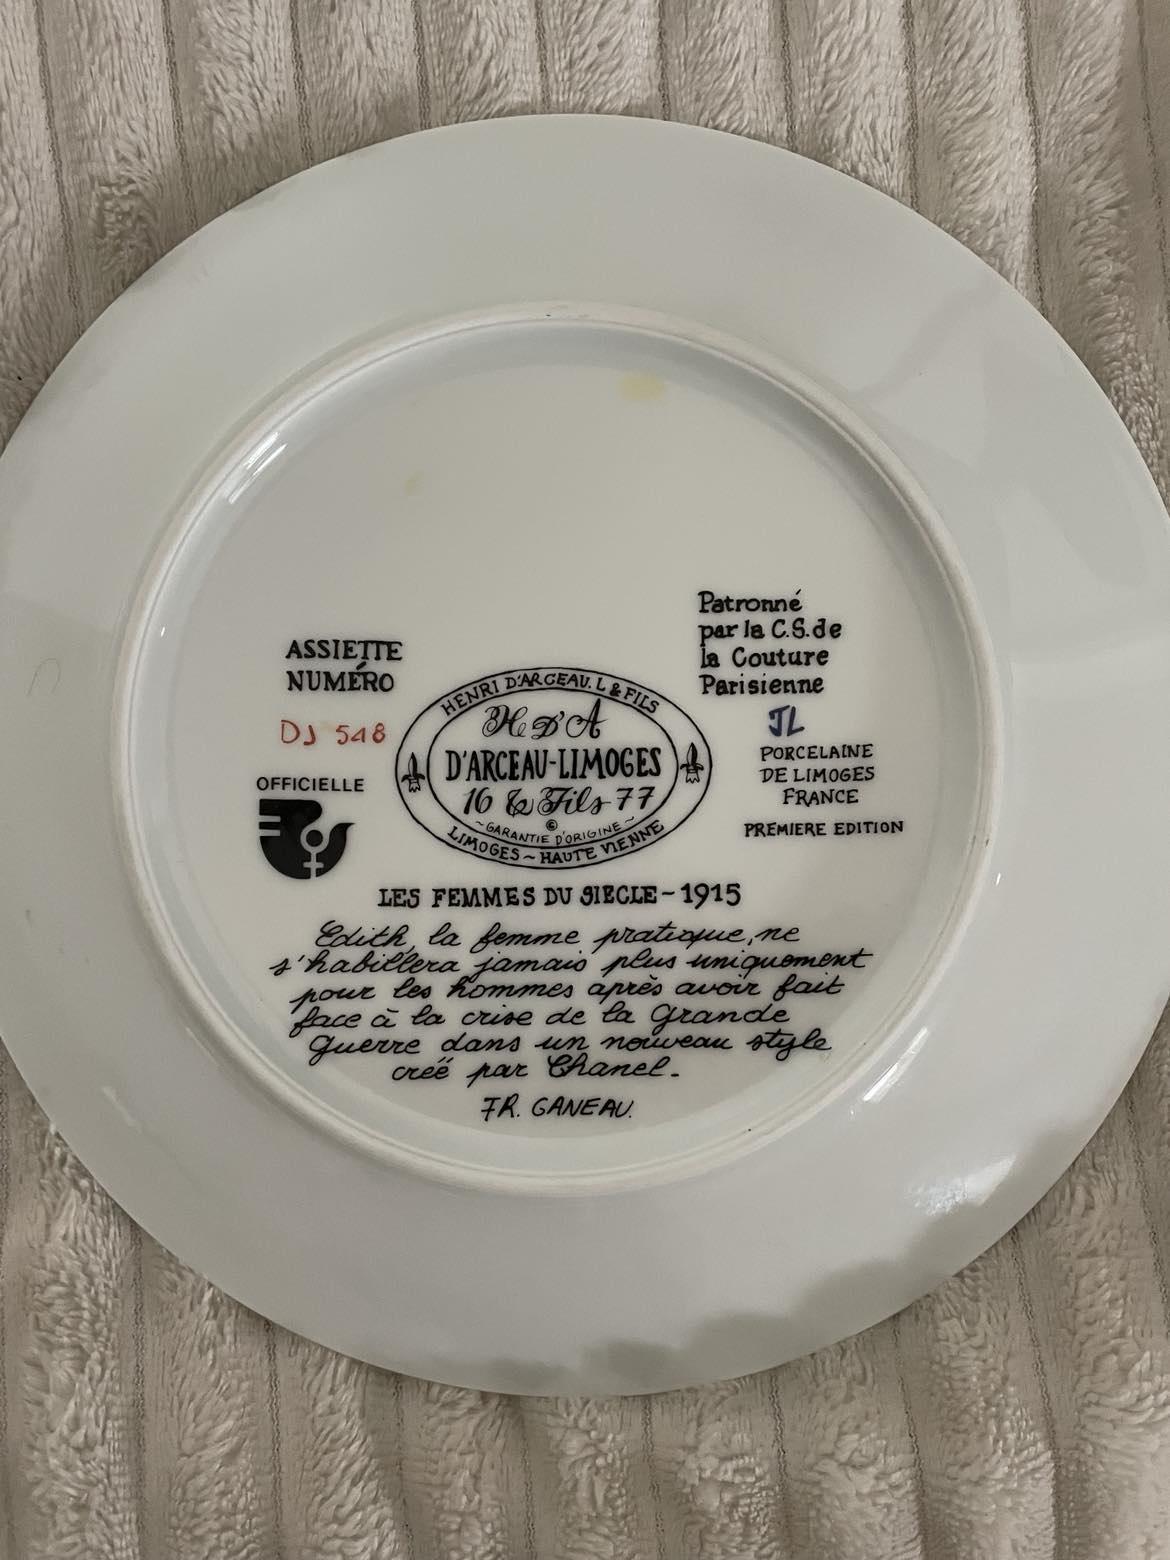 ASSIETTE
NUMÉRO
DJ 548
OFFICIELLE
Patronné
par la C.S. de
la Couture
Parisienne
JL
PORCELAINE
DE LIMOGES
FRANCE
PREMIERE EDITION
HENRI D'ARCEAU. L & FILS
H D'A
D'ARCEAU-LIMOGES
16 & Fils 77
©
~GARANTIE D'ORIGINE~
LIMOGES ~ HAUTE VIENNE
LES FEMMES DU SIECLE ~ 1915
Edith, la femme pratique, ne
s'habillera jamais plus uniquement
pour les hommes après avoir fait
face à la crise de la Grande
Guerre dans un nouveau style
créé par Chanel.
FR. GANEAU.